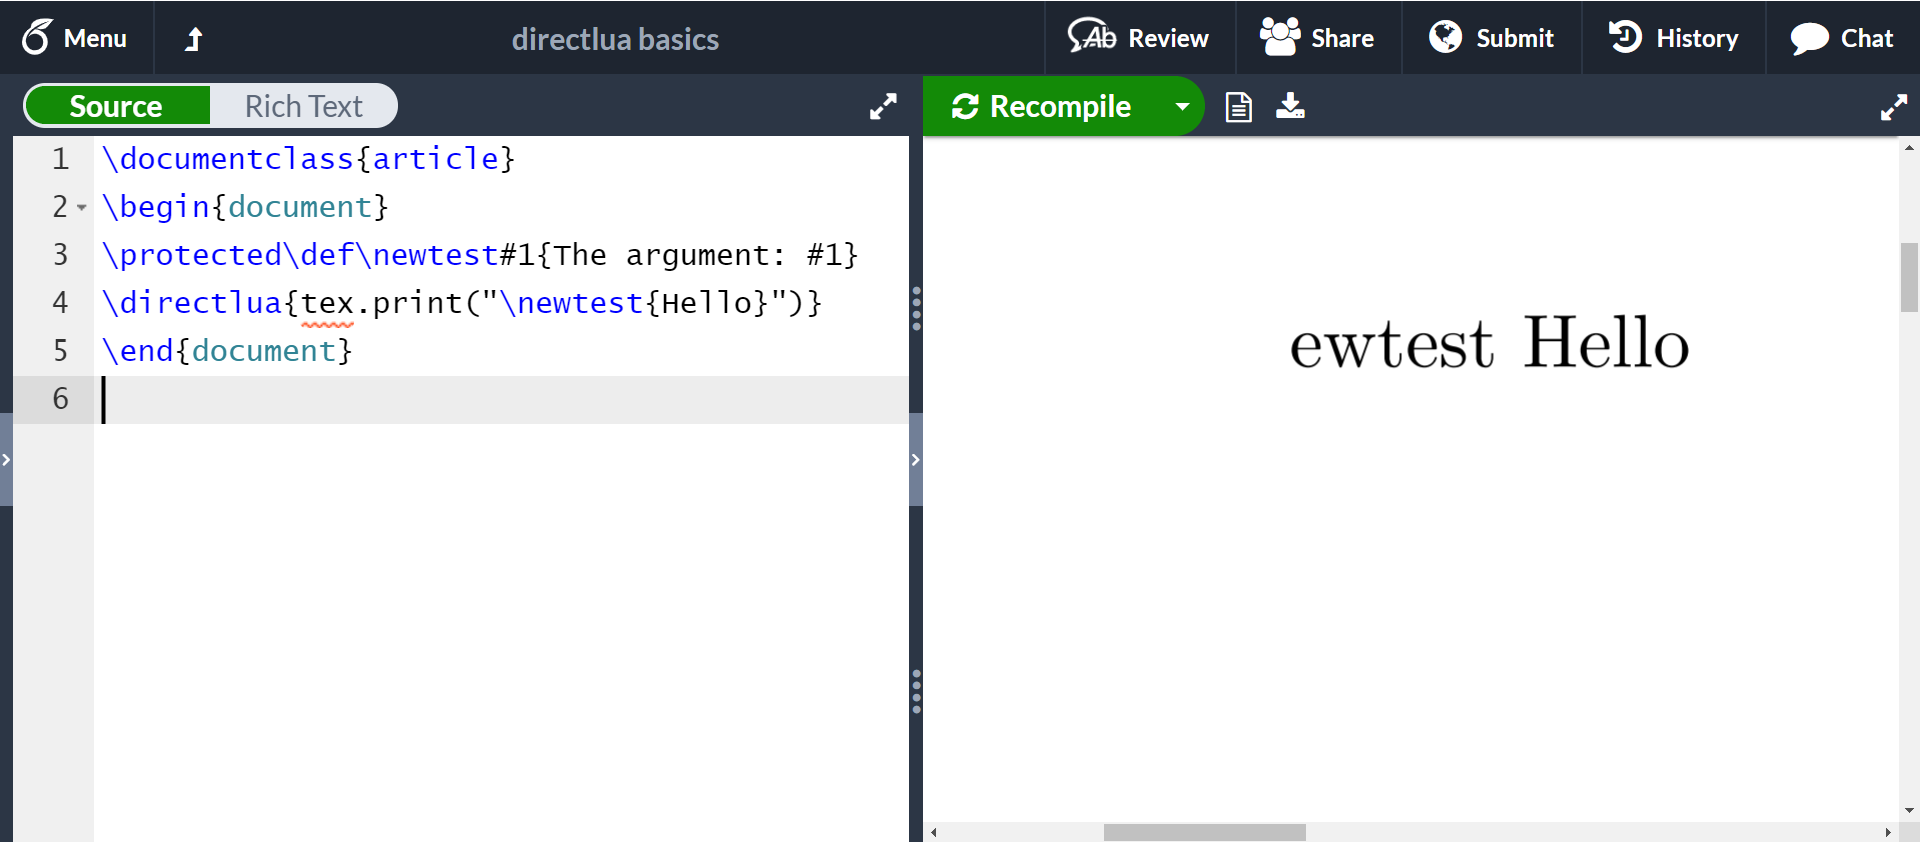 Menu
directlua basics
Review
Share
Submit
History
Chat
Source
Rich Text
Recompile
1 \documentclass{article}
2 \begin{document}
3 \protected\def\newtest#1{The argument: #1}
4 \directlua{tex.print("\newtest{Hello}")}
5 \end{document}
6
ewtest Hello